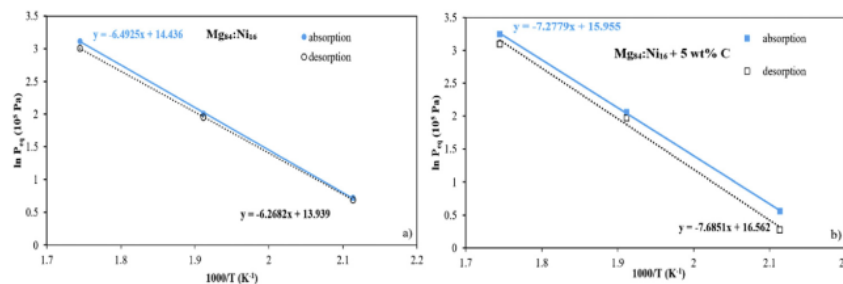 y = -6.4925x + 14.436
Mg84:Ni16
absorption
desorption
3.5
3
2.5
2
1.5
1
0.5
0
ln Peq (10⁵ Pa)
y = -6.2682x + 13.939
a)
1.7
1.8
1.9
2
2.1
2.2
1000/T (K-1)
y = -7.2779x + 15.955
absorption
Mg84:Ni16 + 5 wt% C
desorption
3.5
3
2.5
2
1.5
1
0.5
0
ln Peq (10⁵ Pa)
y = -7.6851x + 16.562
b)
1.7
1.8
1.9
2
2.1
1000/T (K-1)